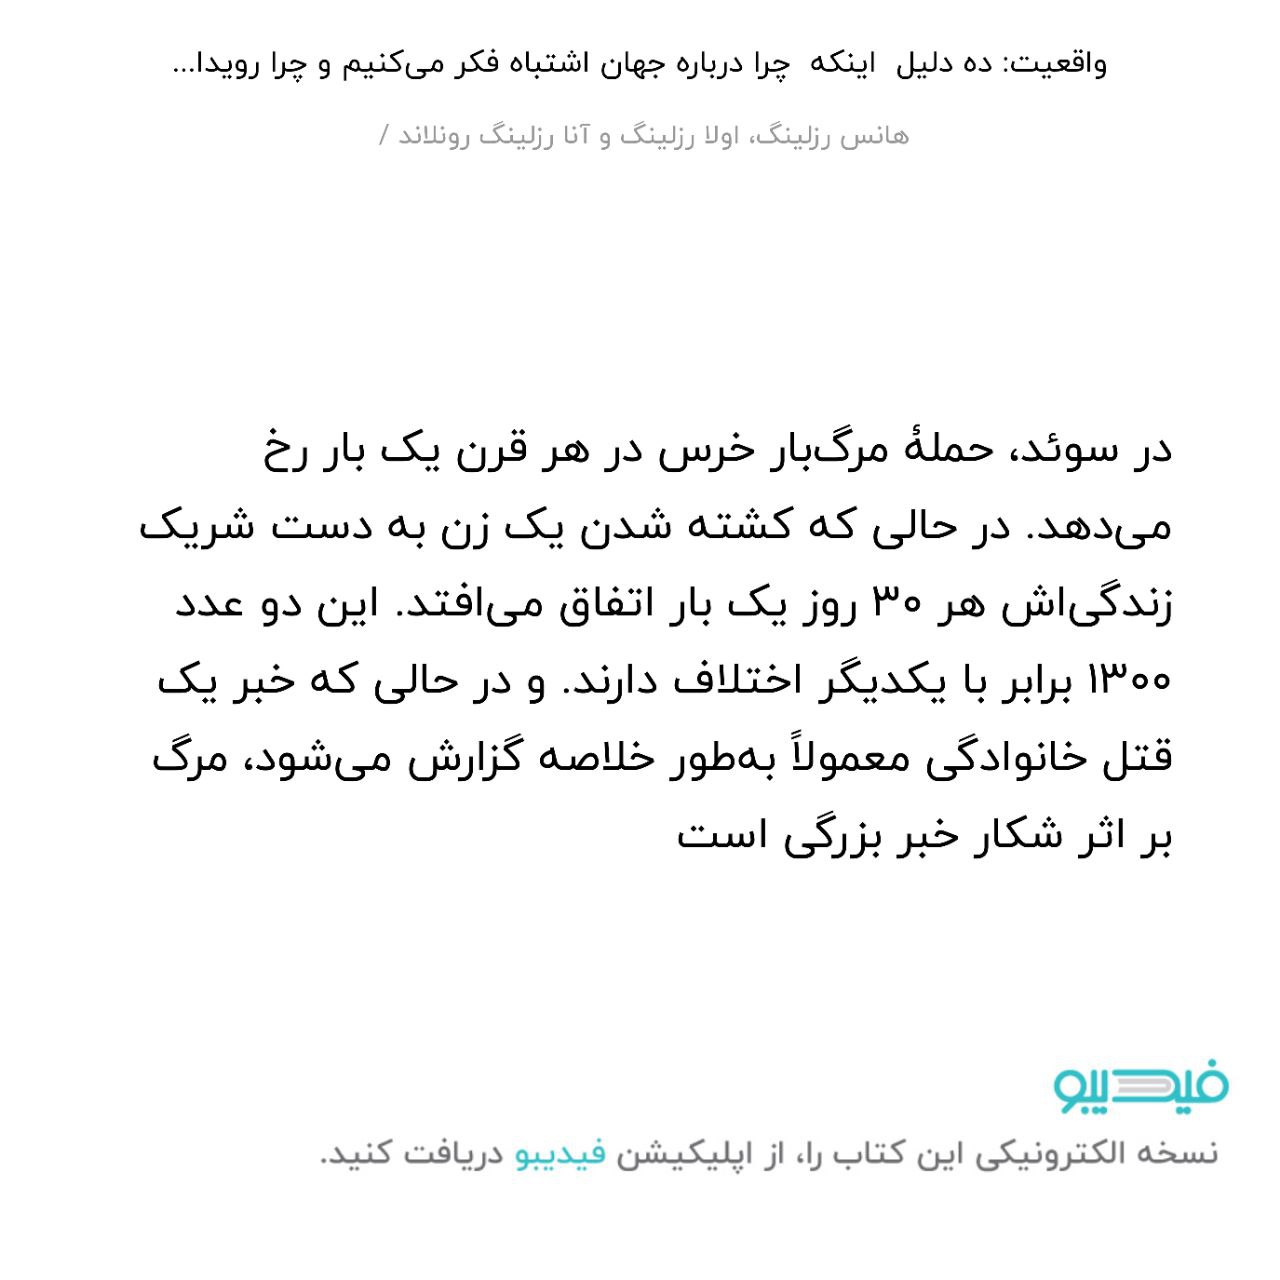 واقعیت: ده دلیل اینکه چرا درباره جهان اشتباه فکر می‌کنیم و چرا رویدا...
هانس رزلینگ، اولا رزلینگ و آنا رزلینگ رونلاند /
در سوئد، حملهٔ مرگ‌بار خرس در هر قرن یک بار رخ
می‌دهد. در حالی که کشته شدن یک زن به دست شریک
زندگی‌اش هر ۳۰ روز یک بار اتفاق می‌افتد. این دو عدد
۱۳۰۰ برابر با یکدیگر اختلاف دارند. و در حالی که خبر یک
قتل خانوادگی معمولاً به‌طور خلاصه گزارش می‌شود، مرگ
بر اثر شکار خبر بزرگی است
فیدیبو
نسخه الکترونیکی این کتاب را، از اپلیکیشن فیدیبو دریافت کنید.